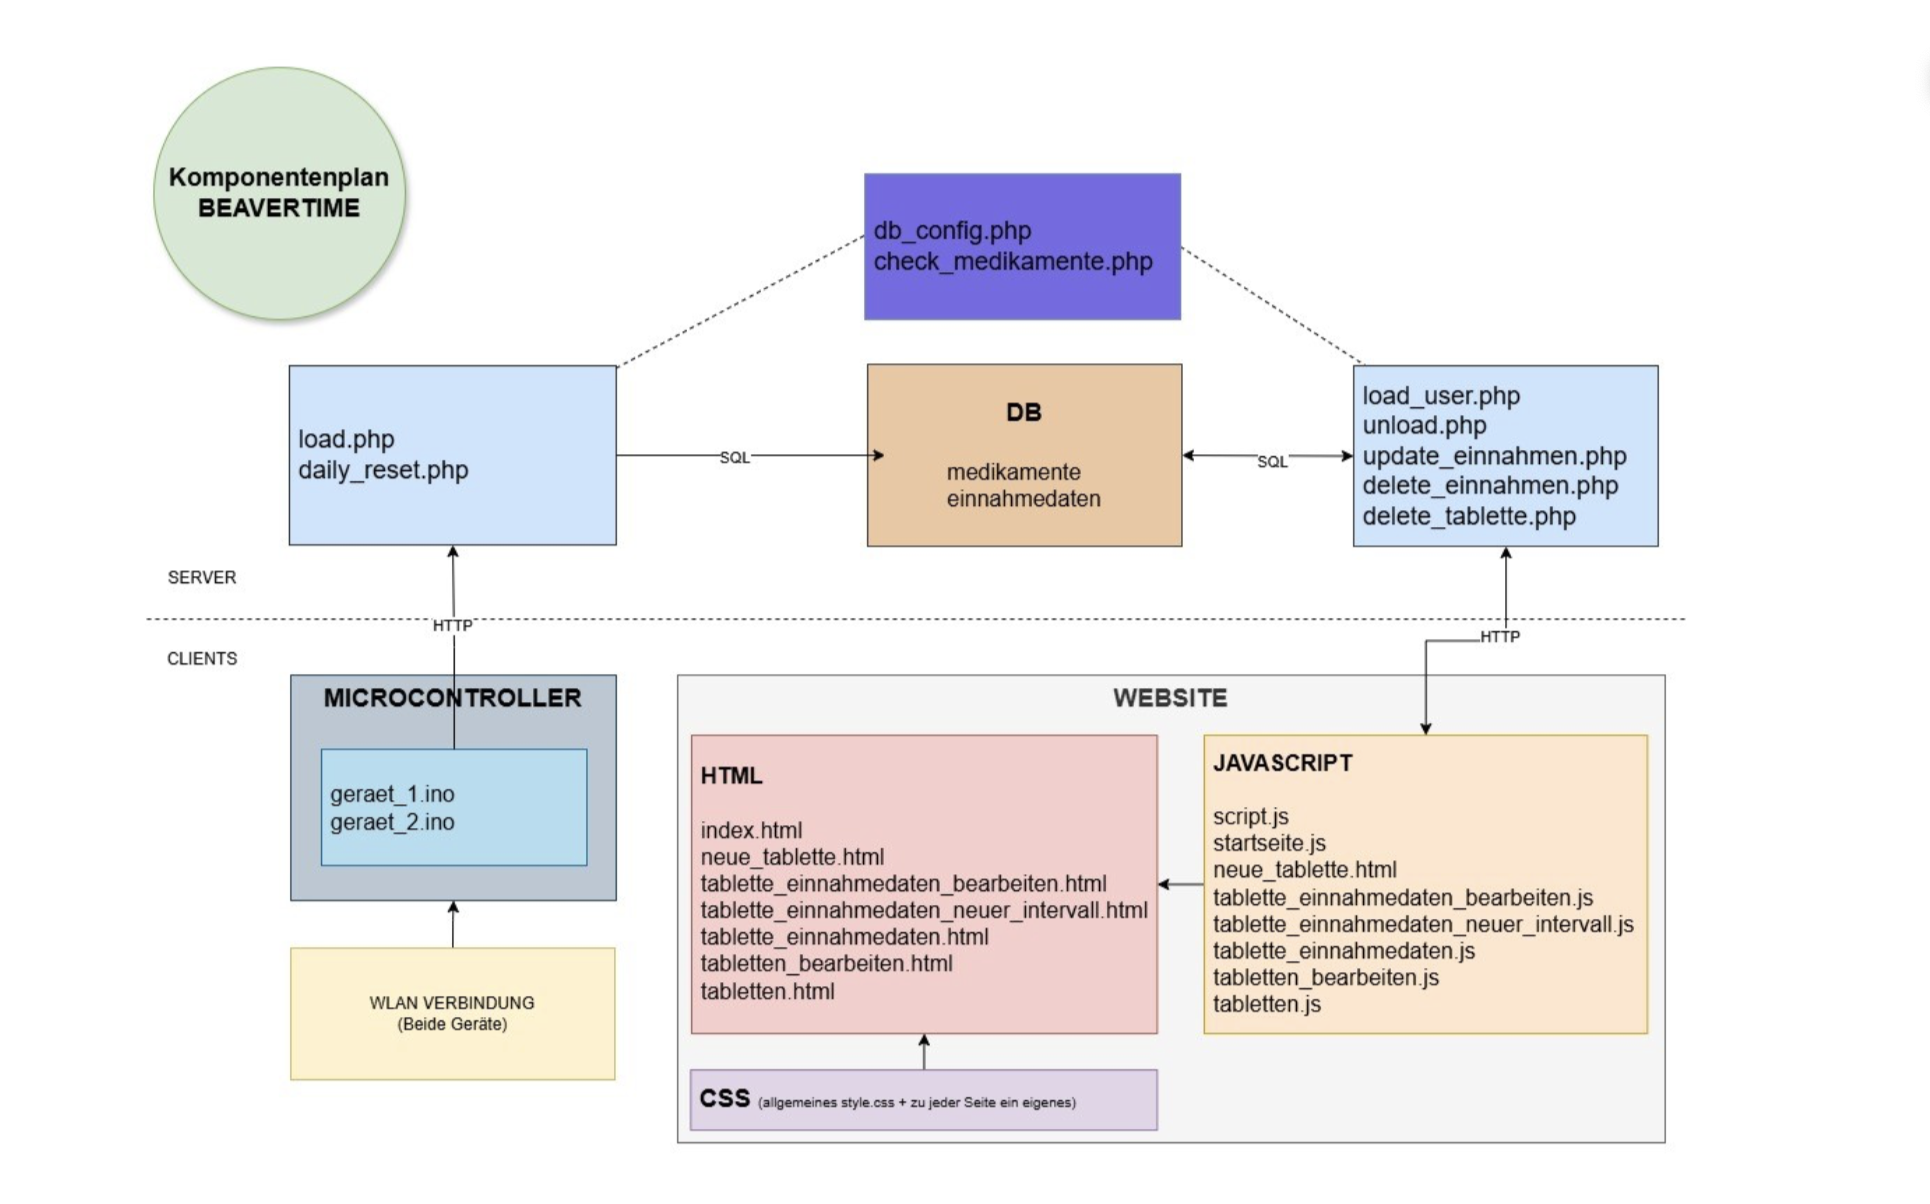 Komponentenplan
BEAVERTIME
db_config.php
check_medikamente.php
load.php
daily_reset.php
SQL
DB
medikamente
einnahmedaten
SQL
load_user.php
unload.php
update_einnahmen.php
delete_einnahmen.php
delete_tablette.php
SERVER
HTTP
HTTP
CLIENTS
MICROCONTROLLER
geraet_1.ino
geraet_2.ino
WLAN VERBINDUNG
(Beide Geräte)
WEBSITE
HTML
index.html
neue_tablette.html
tablette_einnahmedaten_bearbeiten.html
tablette_einnahmedaten_neuer_intervall.html
tablette_einnahmedaten.html
tabletten_bearbeiten.html
tabletten.html
JAVASCRIPT
script.js
startseite.js
neue_tablette.html
tablette_einnahmedaten_bearbeiten.js
tablette_einnahmedaten_neuer_intervall.js
tablette_einnahmedaten.js
tabletten_bearbeiten.js
tabletten.js
CSS (allgemeines style.css + zu jeder Seite ein eigenes)